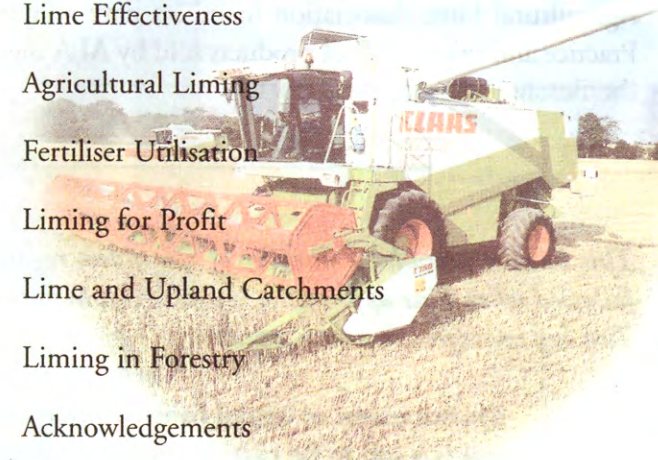 Lime Effectiveness
Agricultural Liming
CLAAS
Fertiliser Utilisation
Liming for Profit
Lime and Upland Catchments
Liming in Forestry
Acknowledgements